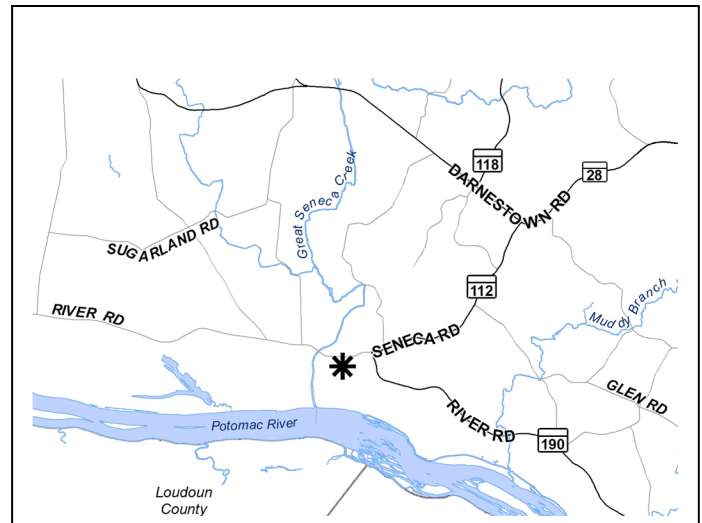 118
28
DARNESTOWN RD
Great Seneca Creek
SUGARLAND RD
112
Muddy Branch
RIVER RD
SENECA RD
GLEN RD
RIVER RD
190
Potomac River
Loudoun
County